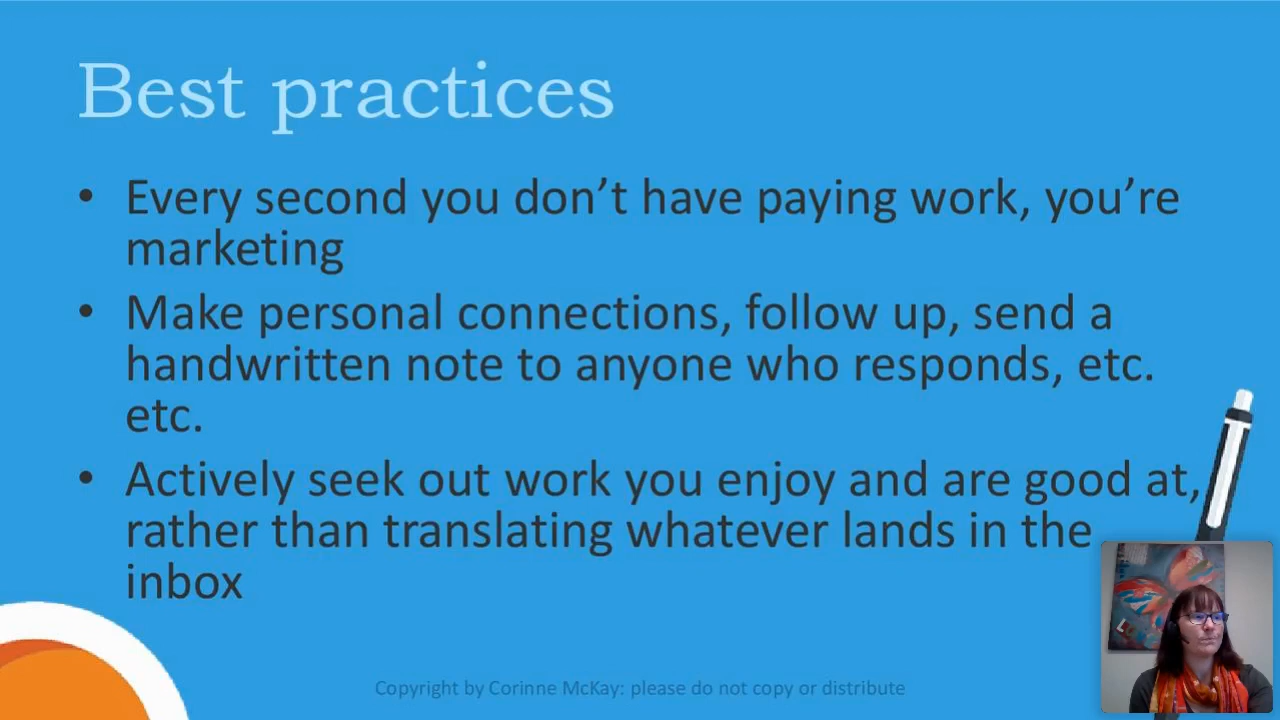 Best practices
• Every second you don’t have paying work, you’re
marketing
• Make personal connections, follow up, send a
handwritten note to anyone who responds, etc.
etc.
• Actively seek out work you enjoy and are good at,
rather than translating whatever lands in the
inbox
Copyright by Corinne McKay: please do not copy or distribute